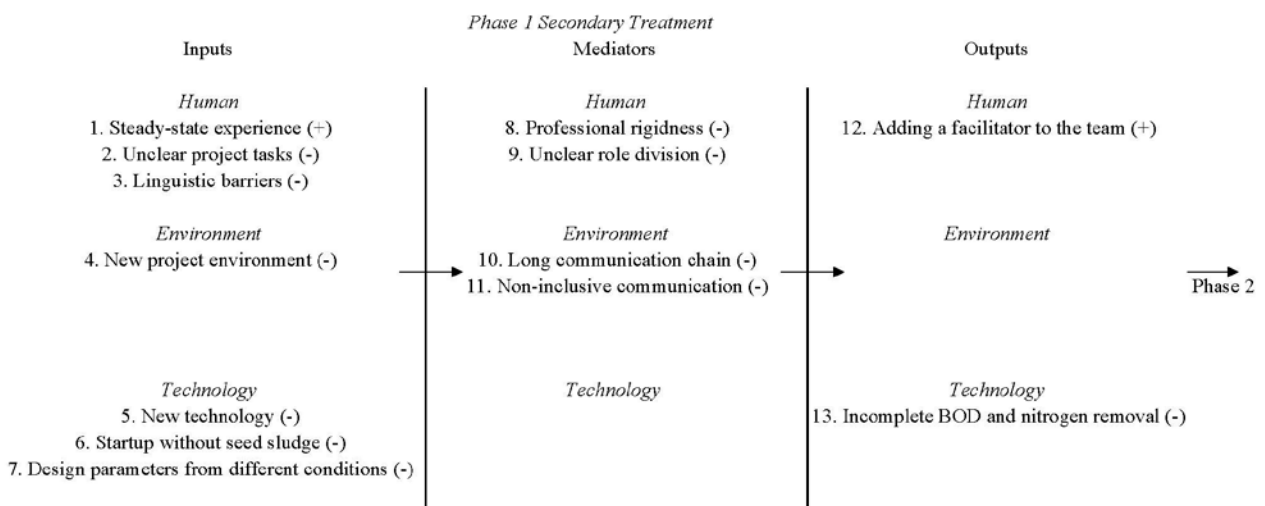 Phase 1 Secondary Treatment
Inputs
Mediators
Outputs
Human
1. Steady-state experience (+)
2. Unclear project tasks (-)
3. Linguistic barriers (-)
Environment
4. New project environment (-)
Technology
5. New technology (-)
6. Startup without seed sludge (-)
7. Design parameters from different conditions (-)
Human
8. Professional rigidness (-)
9. Unclear role division (-)
Environment
10. Long communication chain (-)
11. Non-inclusive communication (-)
Technology
Human
12. Adding a facilitator to the team (+)
Environment
Technology
13. Incomplete BOD and nitrogen removal (-)
Phase 2